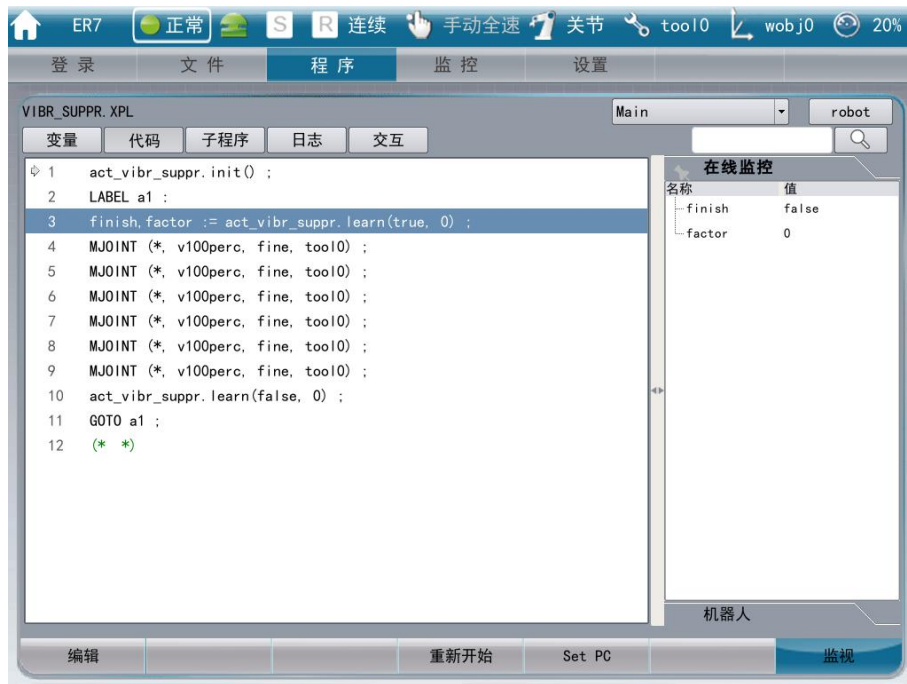 ER7 正常 S R 连续 手动全速 关节 tool0 wobj0 20%
登录 文件 程序 监控 设置
VIBR_SUPPR.XPL Main robot
变量 代码 子程序 日志 交互
在线监控
名称 值
finish false
factor 0
1 act_vibr_suppr.init() ;
2 LABEL a1 :
3 finish,factor := act_vibr_suppr.learn(true, 0) ;
4 MJOINT (*, v100perc, fine, tool0) ;
5 MJOINT (*, v100perc, fine, tool0) ;
6 MJOINT (*, v100perc, fine, tool0) ;
7 MJOINT (*, v100perc, fine, tool0) ;
8 MJOINT (*, v100perc, fine, tool0) ;
9 MJOINT (*, v100perc, fine, tool0) ;
10 act_vibr_suppr.learn(false, 0) ;
11 GOTO a1 ;
12 (* *)
机器人
编辑 重新开始 Set PC 监视